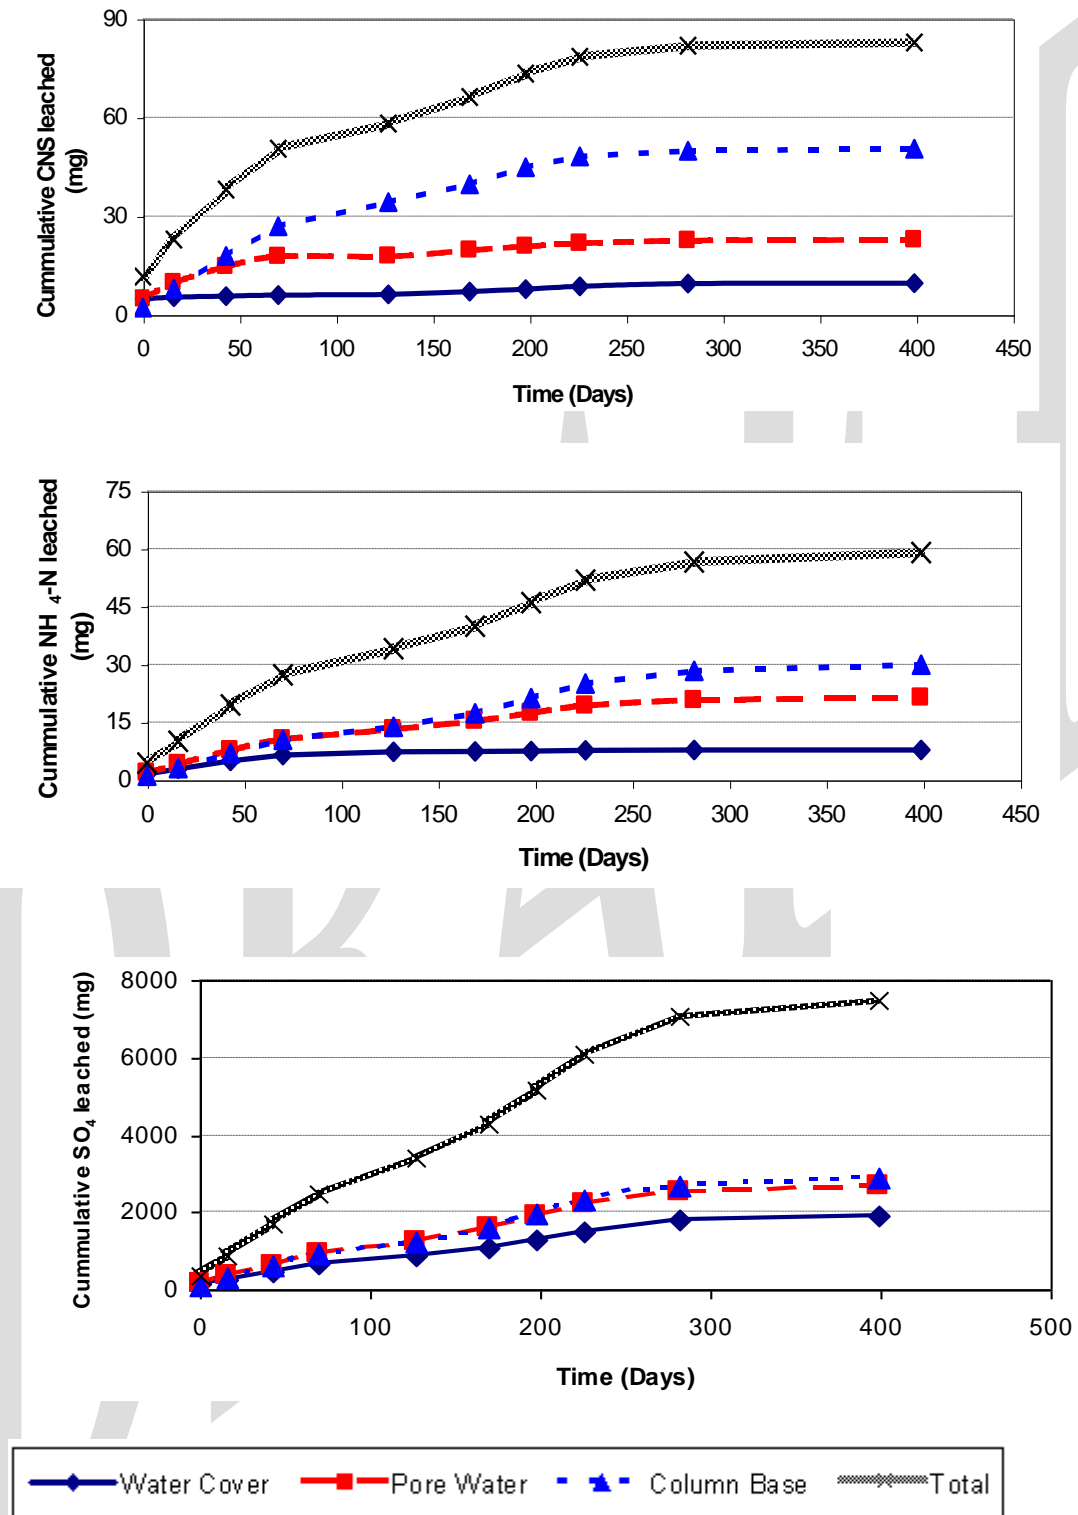 90
60
30
0
Cummulative CNS leached
(mg)
0 50 100 150 200 250 300 350 400 450
Time (Days)
75
60
45
30
15
0
Cummulative NH 4-N leached
(mg)
0 50 100 150 200 250 300 350 400 450
Time (Days)
8000
6000
4000
2000
0
Cummulative SO4 leached (mg)
0 100 200 300 400 500
Time (Days)
Water Cover Pore Water Column Base Total